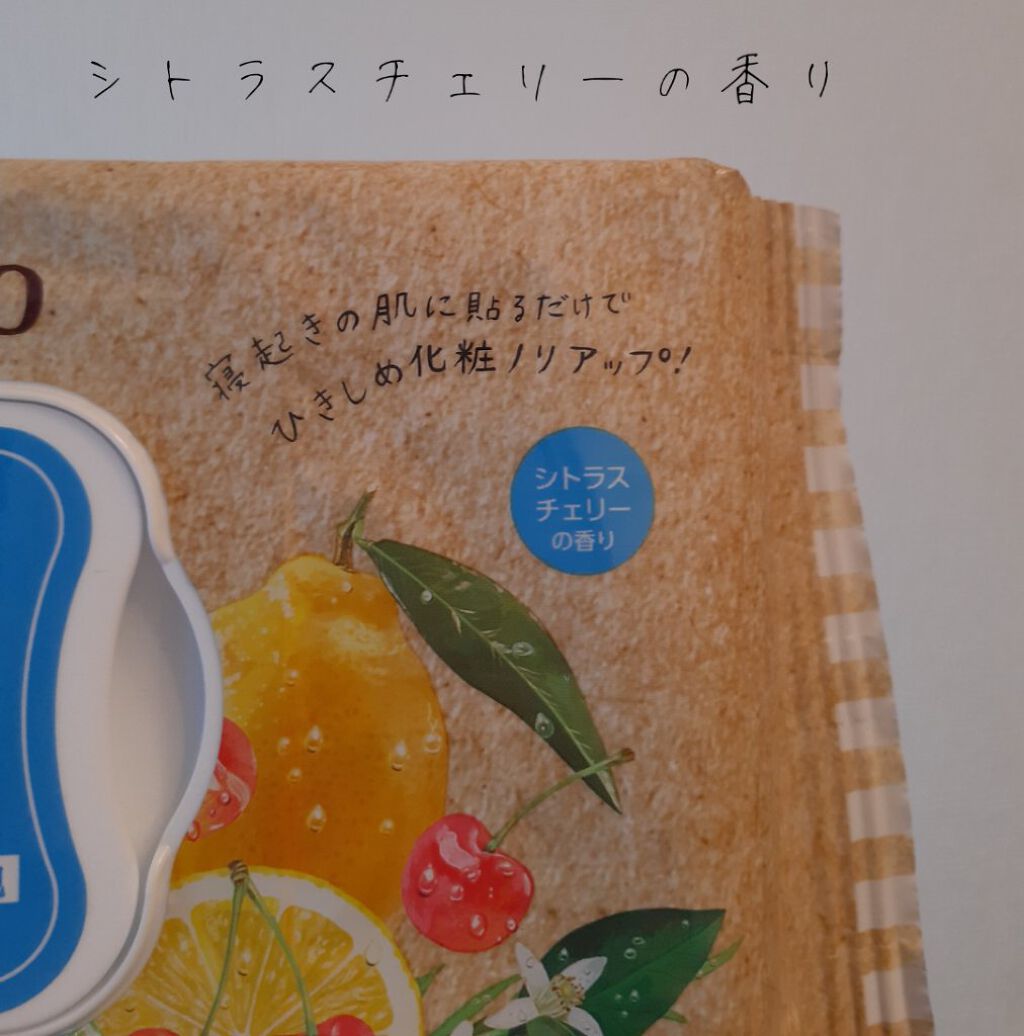 シトラスチェリーの香り
寝起きの肌に貼るだけで
ひきしめ化粧ノリアップ!
シトラス
チェリー
の香り